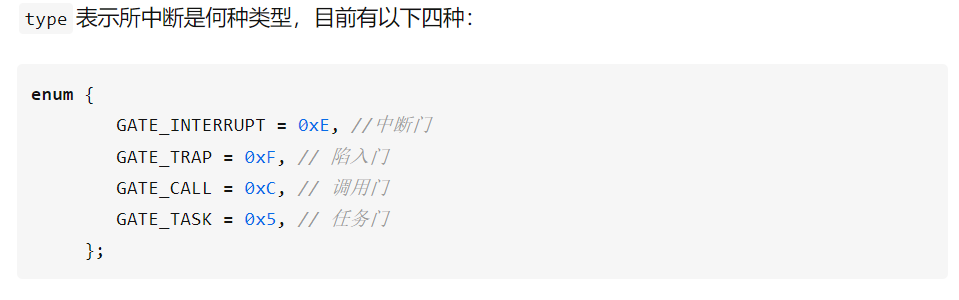 type 表示所中断是何种类型，目前有以下四种：
enum {
GATE_INTERRUPT = 0xE, //中断门
GATE_TRAP = 0xF, // 陷入门
GATE_CALL = 0xC, // 调用门
GATE_TASK = 0x5, // 任务门
};